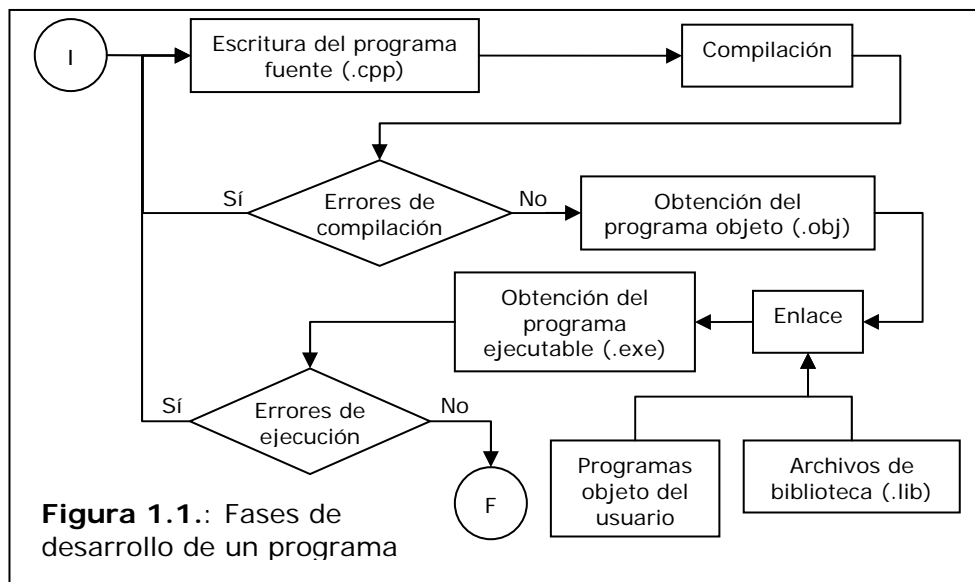 I
Escritura del programa
fuente (.cpp)
Compilación
Sí
Errores de
compilación
No
Obtención del
programa objeto (.obj)
Obtención del
programa
ejecutable (.exe)
Enlace
Sí
Errores de
ejecución
No
F
Programas
objeto del
usuario
Archivos de
biblioteca (.lib)
Figura 1.1.: Fases de
desarrollo de un programa